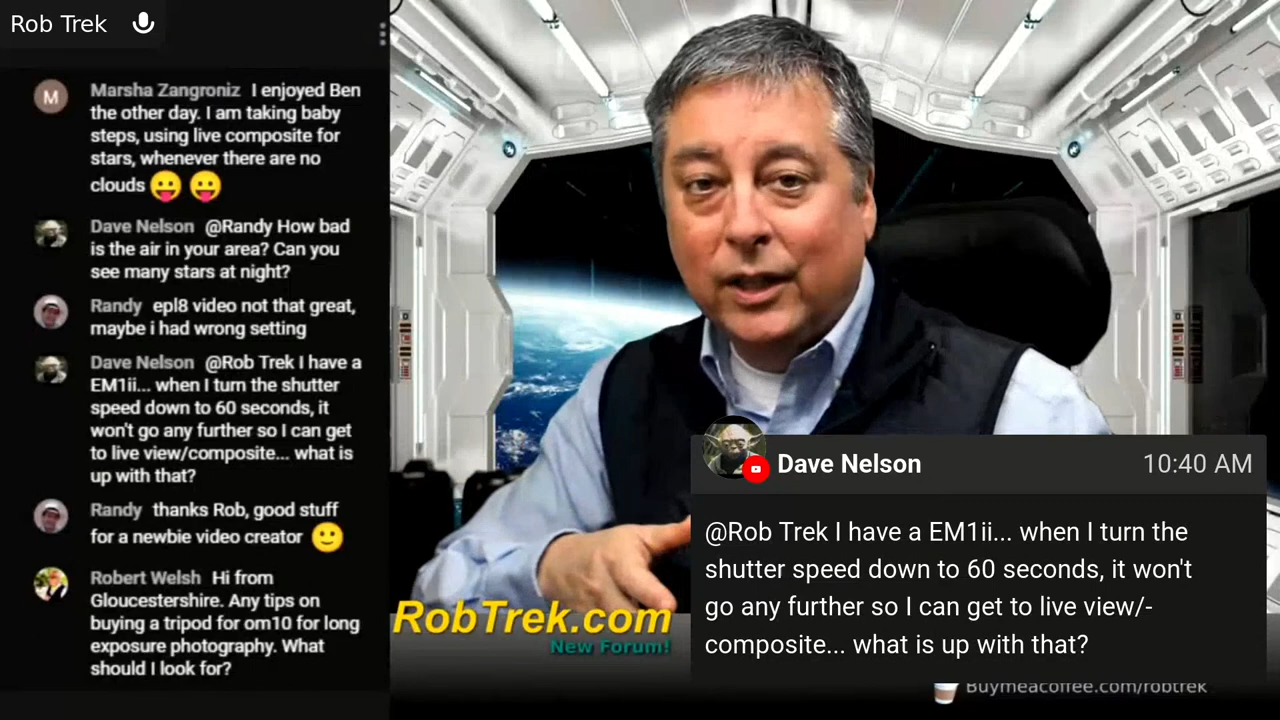 Rob Trek
M
Marsha Zangroniz I enjoyed Ben
the other day. I am taking baby
steps, using live composite for
stars, whenever there are no
clouds 😛 😛
Dave Nelson @Randy How bad
is the air in your area? Can you
see many stars at night?
Randy epl8 video not that great,
maybe i had wrong setting
Dave Nelson @Rob Trek I have a
EM1ii... when I turn the shutter
speed down to 60 seconds, it
won't go any further so I can get
to live view/composite... what is
up with that?
Randy thanks Rob, good stuff
for a newbie video creator 🙂
Robert Welsh Hi from
Gloucestershire. Any tips on
buying a tripod for om10 for long
exposure photography. What
should I look for?
RobTrek.com
New Forum!
Dave Nelson 10:40 AM
@Rob Trek I have a EM1ii... when I turn the
shutter speed down to 60 seconds, it won't
go any further so I can get to live view/-
composite... what is up with that?
Buymeacoffee.com/robtrek